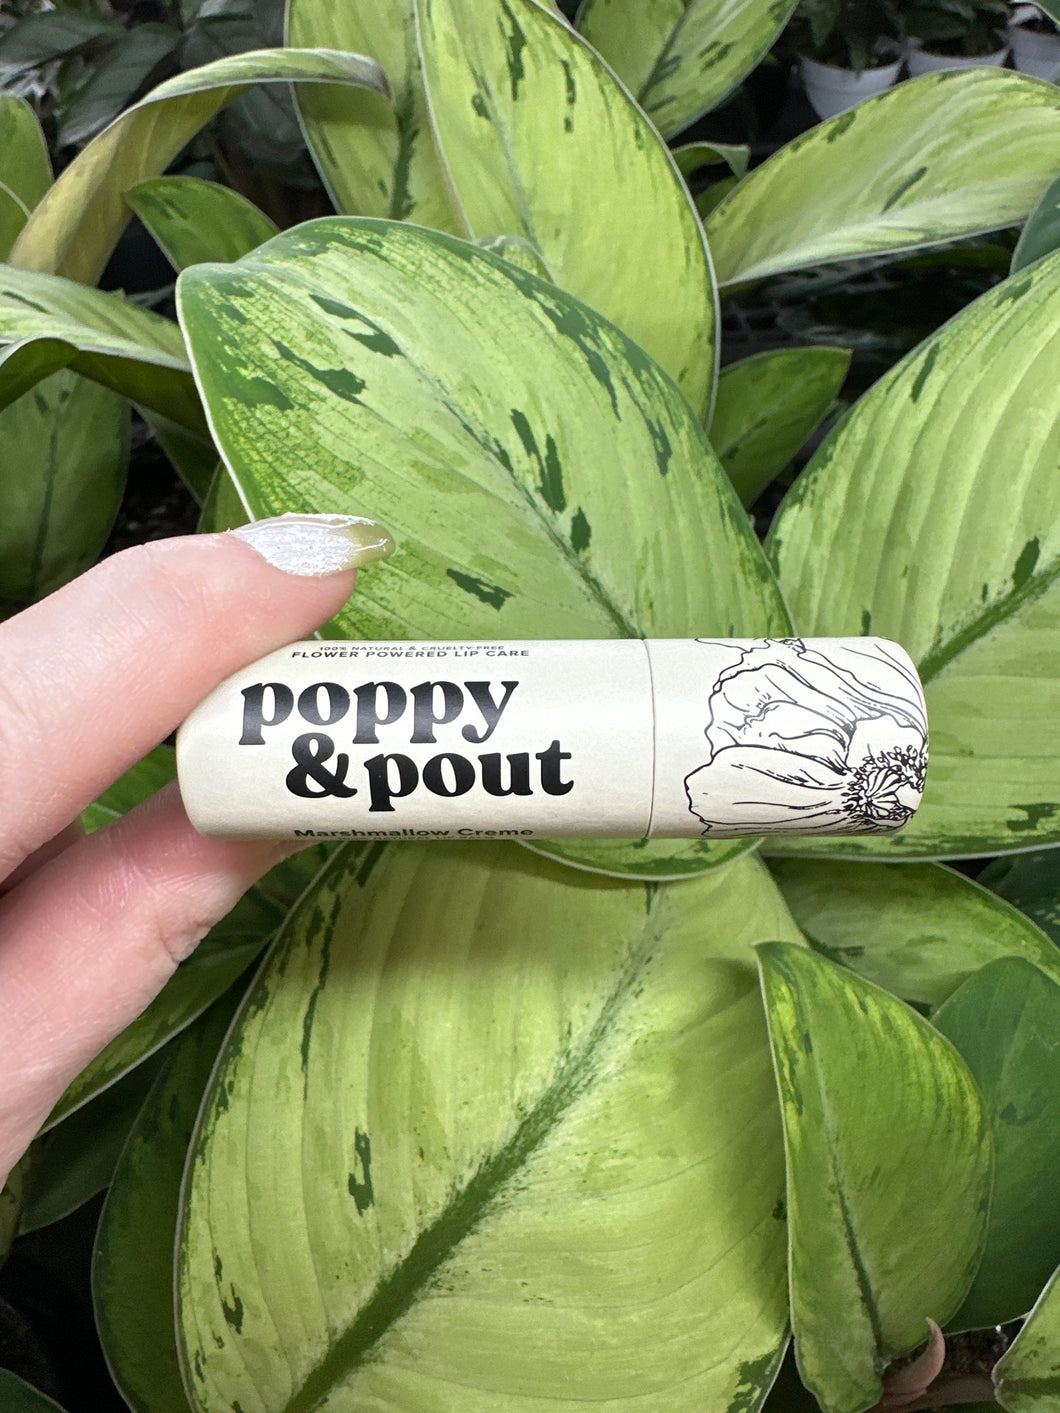 100% NATURAL & CRUELTY-FREE
FLOWER POWERED LIP CARE
poppy
& pout
Marshmallow Creme